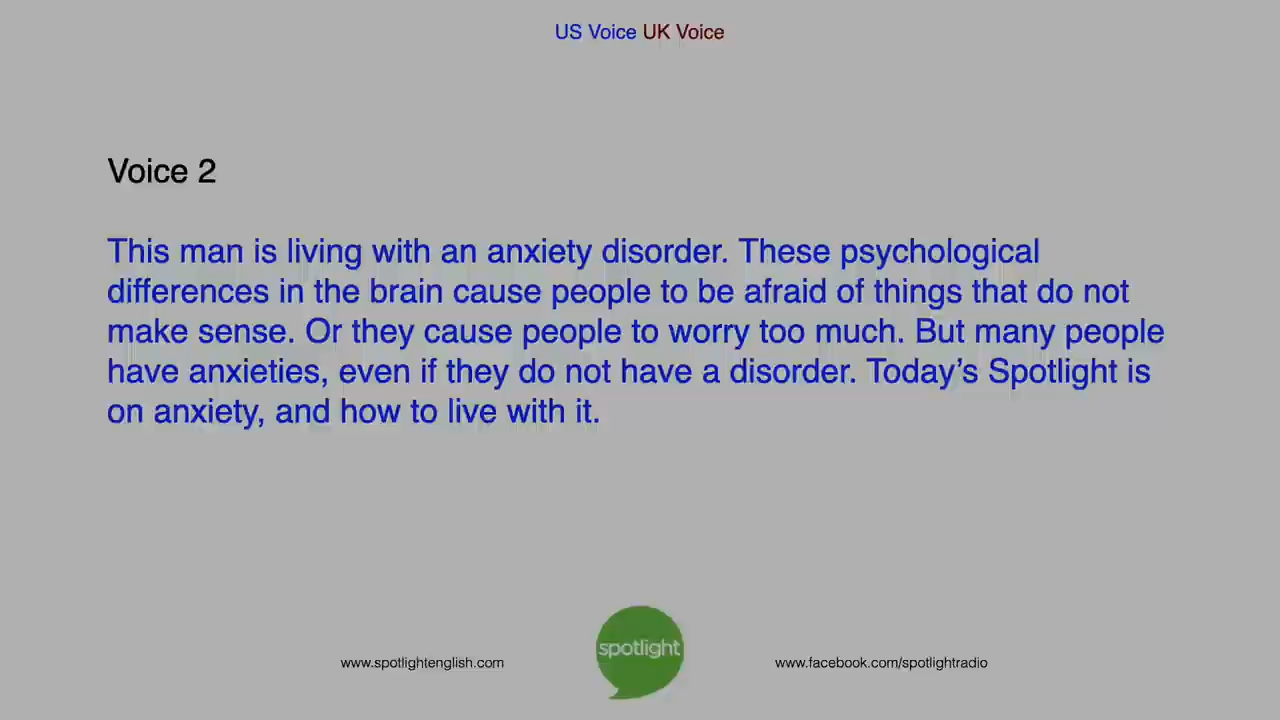 US Voice UK Voice
Voice 2
This man is living with an anxiety disorder. These psychological
differences in the brain cause people to be afraid of things that do not
make sense. Or they cause people to worry too much. But many people
have anxieties, even if they do not have a disorder. Today’s Spotlight is
on anxiety, and how to live with it.
www.spotlightenglish.com
spotlight
www.facebook.com/spotlightradio